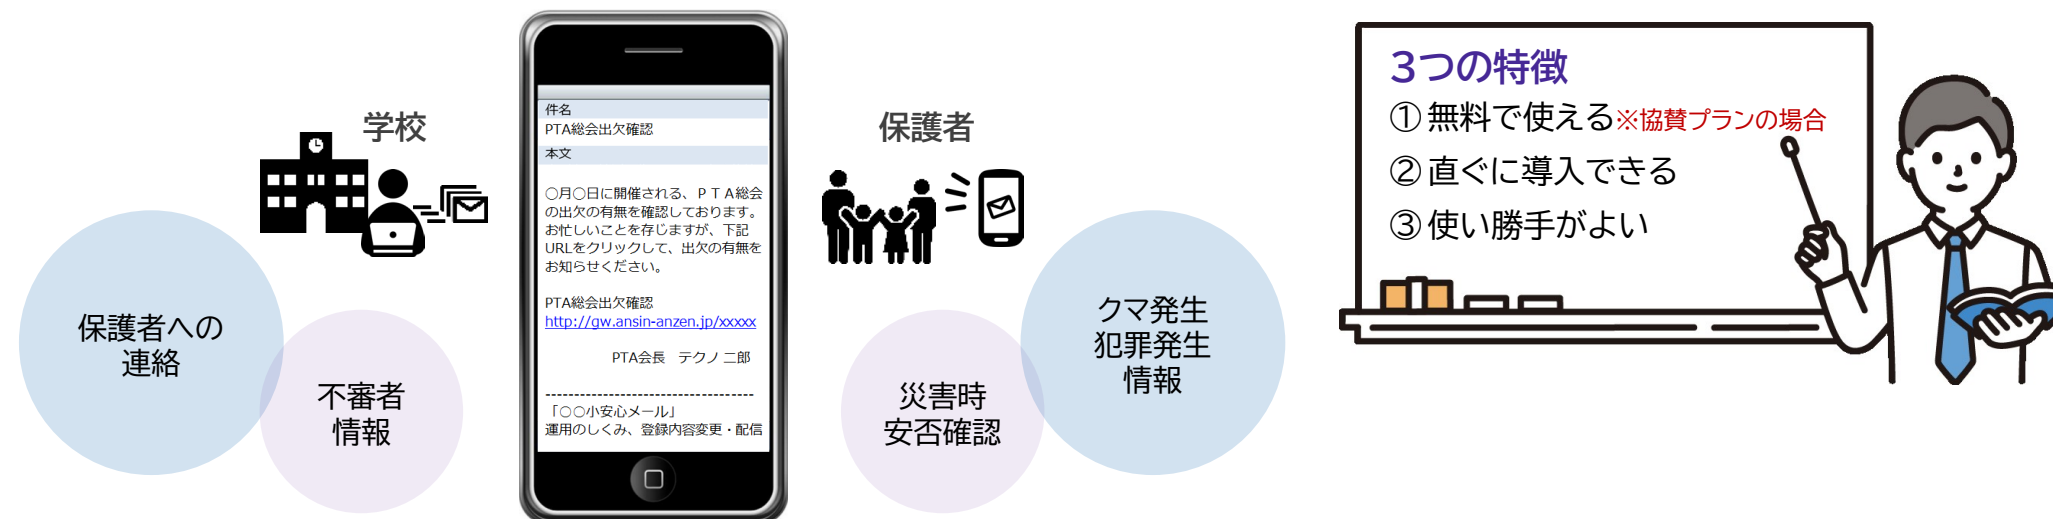 学校
保護者への
連絡
不審者
情報
件名
PTA総会出欠確認
本文
○月○日に開催される、ＰＴＡ総会
の出欠の有無を確認しております。
お忙しいことを存じますが、下記
URLをクリックして、出欠の有無を
お知らせください。
PTA総会出欠確認
http://gw.ansin-anzen.jp/xxxxx
PTA会長　テクノ 二郎
------------------------------------
「○○小安心メール」
運用のしくみ、登録内容変更・配信
保護者
災害時
安否確認
クマ発生
犯罪発生
情報
3つの特徴
① 無料で使える※協賛プランの場合
② 直ぐに導入できる
③ 使い勝手がよい